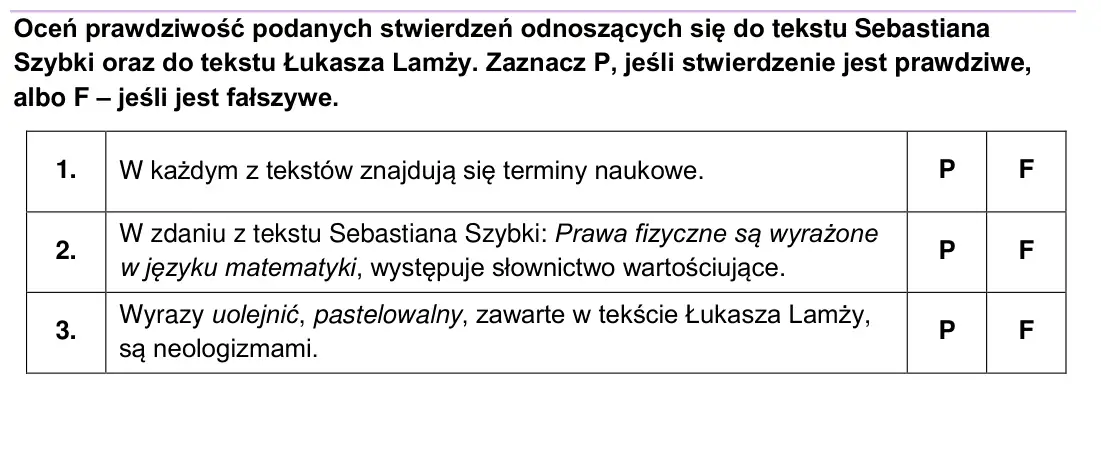 Oceń prawdziwość podanych stwierdzeń odnoszących się do tekstu Sebastiana
Szybki oraz do tekstu Łukasza Lamży. Zaznacz P, jeśli stwierdzenie jest prawdziwe,
albo F – jeśli jest fałszywe.
1. W każdym z tekstów znajdują się terminy naukowe. P F
W zdaniu z tekstu Sebastiana Szybki: Prawa fizyczne są wyrażone
2. w języku matematyki, występuje słownictwo wartościujące. P F
Wyrazy uolejnić, pastelowalny, zawarte w tekście Łukasza Lamży,
3. są neologizmami. P F